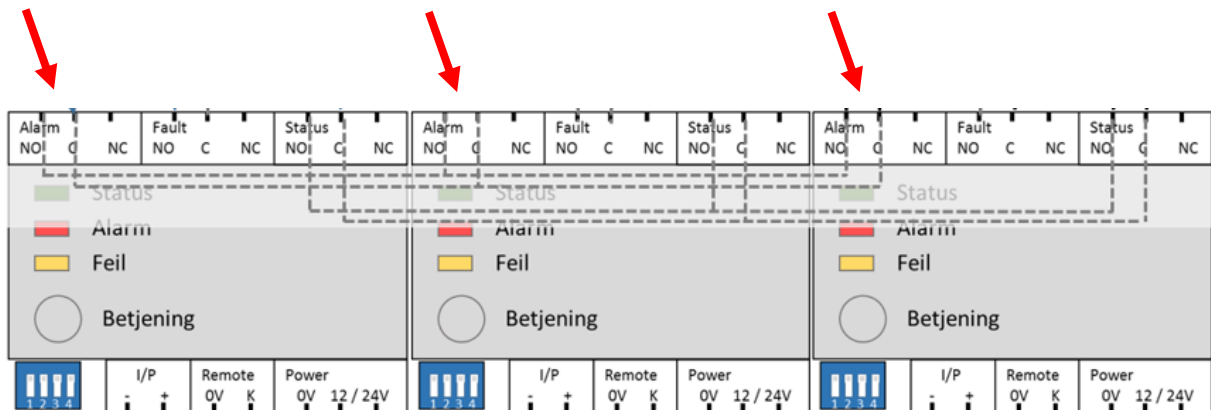 Alarm Fault Status Alarm Fault Status Alarm Fault Status
NO C NC NO C NC NO C NC NO C NC NO C NC NO C NC NO C NC NO C NC NO C NC
Status Status Status
Alarm Alarm Alarm
Feil Feil Feil
Betjening Betjening Betjening
I/P Remote Power I/P Remote Power I/P Remote Power
1 2 3 4 - + 0V K 0V 12 / 24V 1 2 3 4 - + 0V K 0V 12 / 24V 1 2 3 4 - + 0V K 0V 12 / 24V